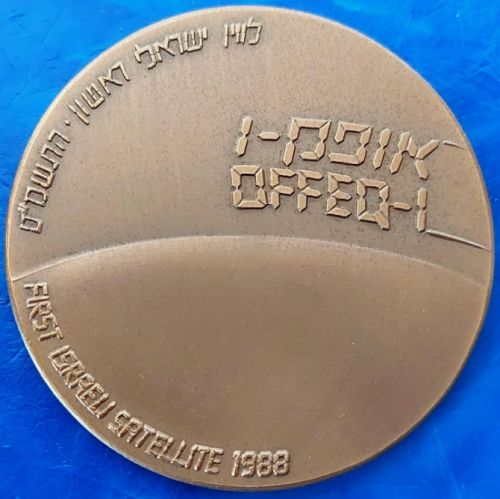 לווין ישראלי ראשון · התשמ"ט
אופק-1
OFFEQ-1
FIRST ISRAELI SATELLITE 1988